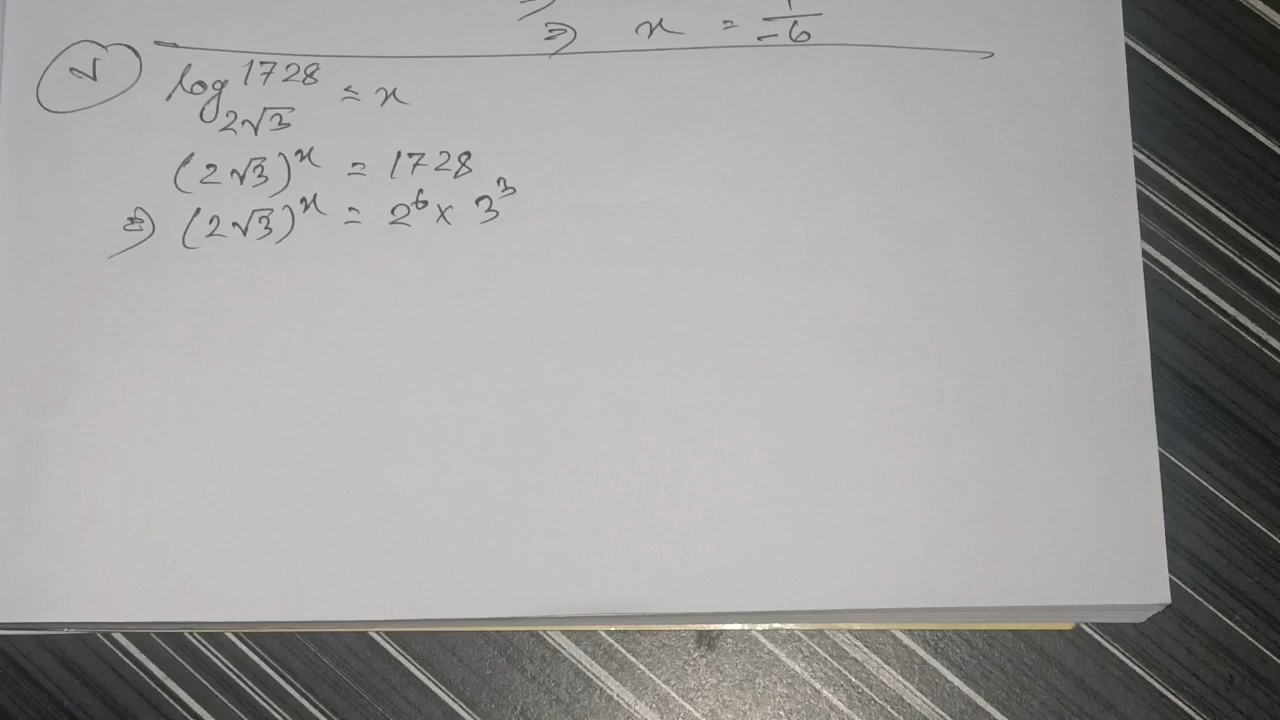 ⇒ x = 1/-6
(v) log_{2√3} 1728 = x
(2√3)^x = 1728
⇒ (2√3)^x = 2^6 × 3^3